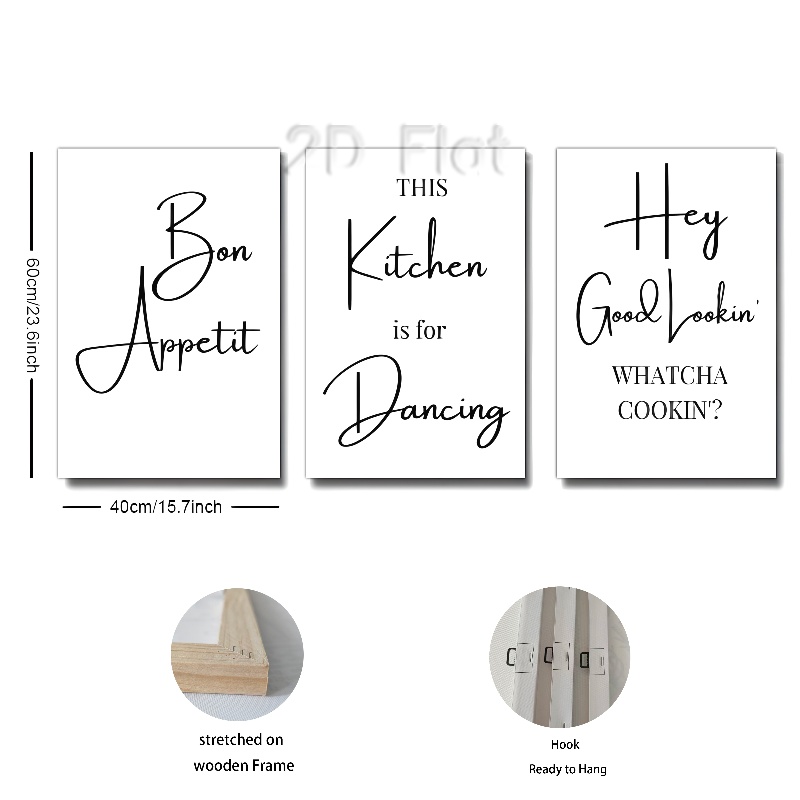 2D Flat
60cm/23.6inch
Bon
Appetit
THIS
Kitchen
is for
Dancing
Hey
Good Lookin'
WHATCHA
COOKIN'?
40cm/15.7inch
stretched on
wooden Frame
Hook
Ready to Hang